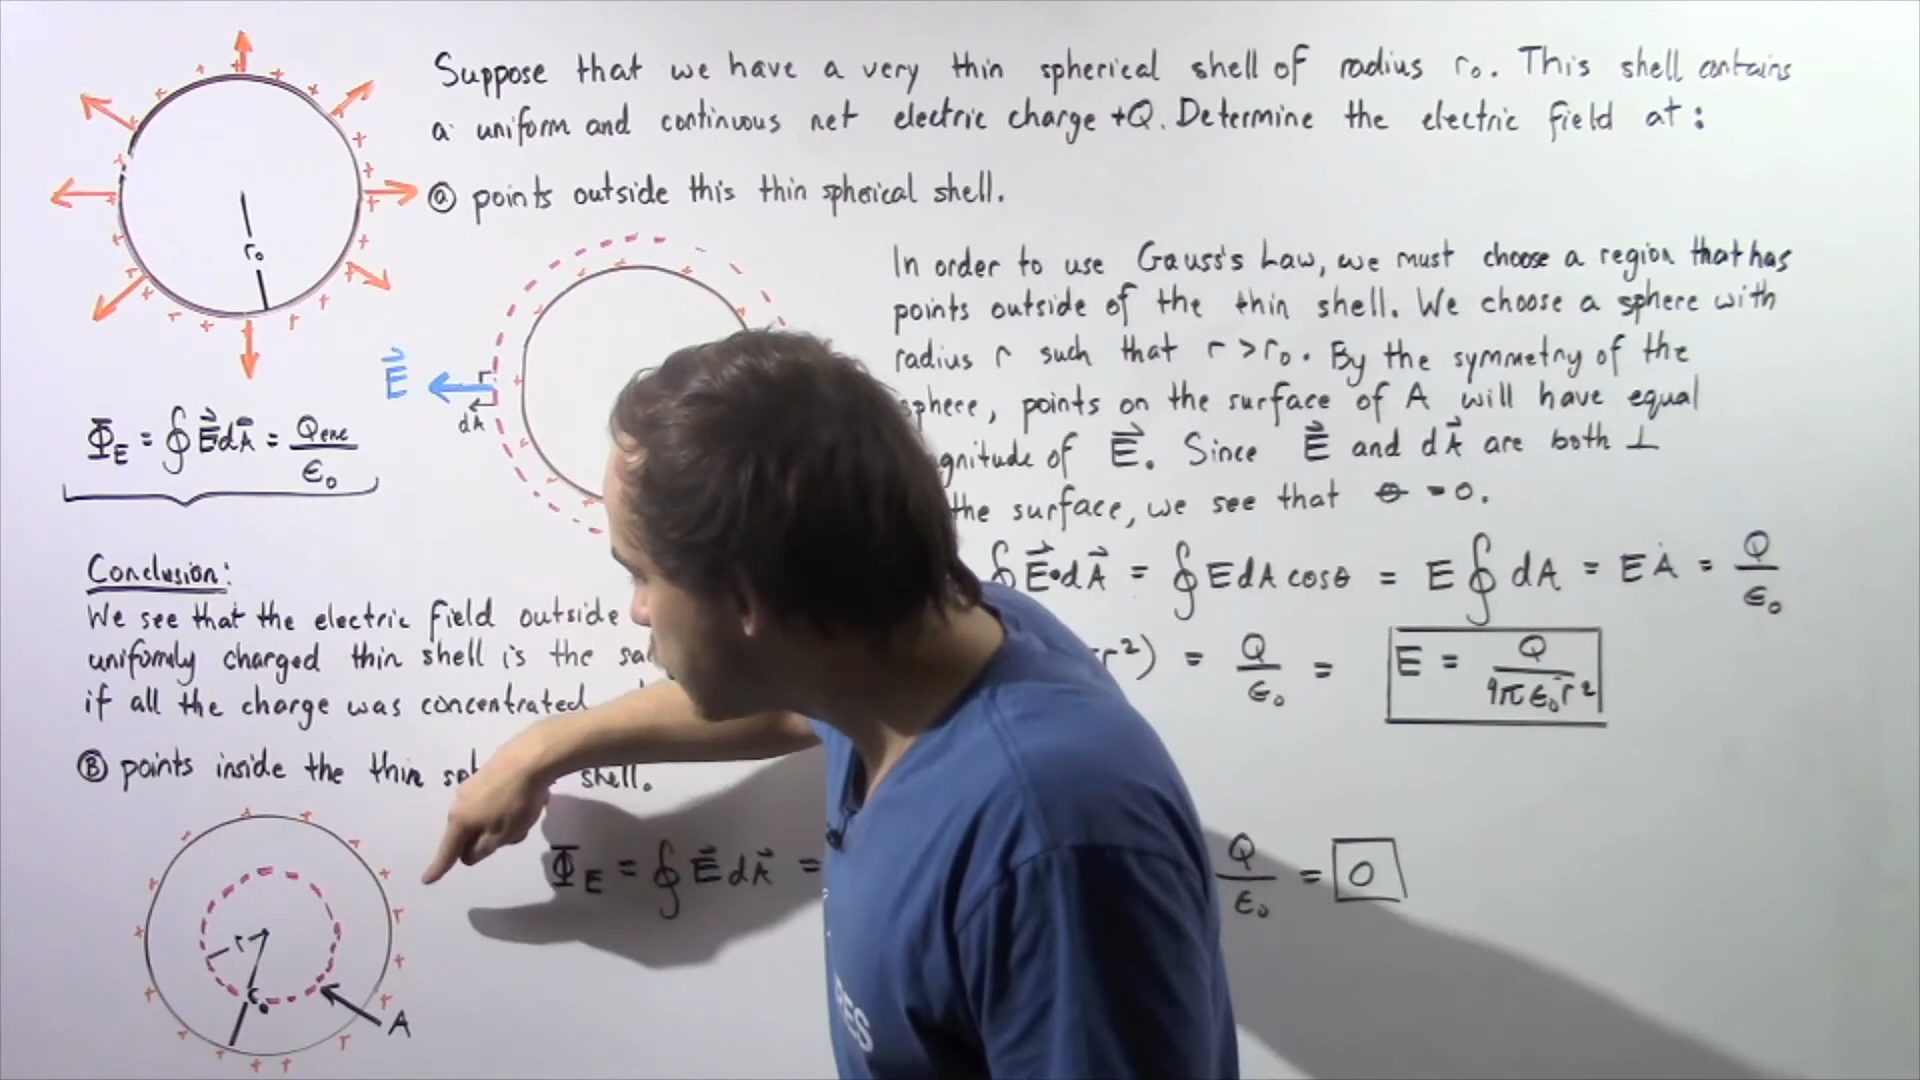 Suppose that we have a very thin spherical shell of radius r₀. This shell contains
a uniform and continuous net electric charge +Q. Determine the electric field at:
ⓐ points outside this thin spherical shell.
r₀
In order to use Gauss's Law, we must choose a region that has
points outside of the thin shell. We choose a sphere with
radius r such that r > r₀. By the symmetry of the
sphere, points on the surface of A will have equal
magnitude of E⃗. Since E⃗ and dA⃗ are both ⊥
the surface, we see that θ = 0.
E⃗
dA
Φ_E = ∮ E⃗ dA⃗ = Qenc / ε₀
∮ E⃗ • dA⃗ = ∮ E dA cosθ = E ∮ dA = EA = Q / ε₀
r²) = Q / ε₀ = E = Q / 4πε₀r²
Conclusion:
We see that the electric field outside
uniformly charged thin shell is the
if all the charge was concentrated
Ⓑ points inside the thin shell.
Φ_E = ∮ E⃗ dA⃗ =
Q / ε₀ = 0
r
r₀
A